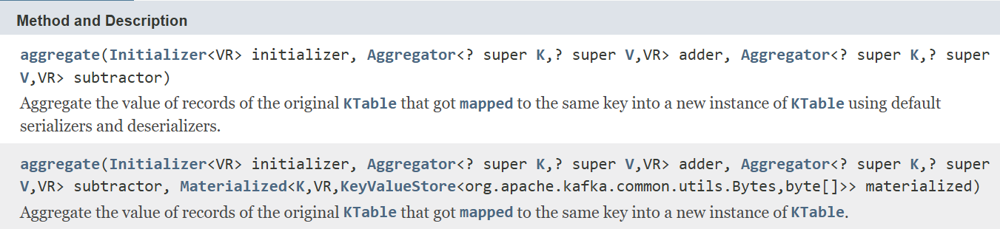 Method and Description
aggregate(Initializer<VR> initializer, Aggregator<? super K,? super V,VR> adder, Aggregator<? super K,? super
V,VR> subtractor)
Aggregate the value of records of the original KTable that got mapped to the same key into a new instance of KTable using default
serializers and deserializers.
aggregate(Initializer<VR> initializer, Aggregator<? super K,? super V,VR> adder, Aggregator<? super K,? super
V,VR> subtractor, Materialized<K,VR,KeyValueStore<org.apache.kafka.common.utils.Bytes,byte[]>> materialized)
Aggregate the value of records of the original KTable that got mapped to the same key into a new instance of KTable.